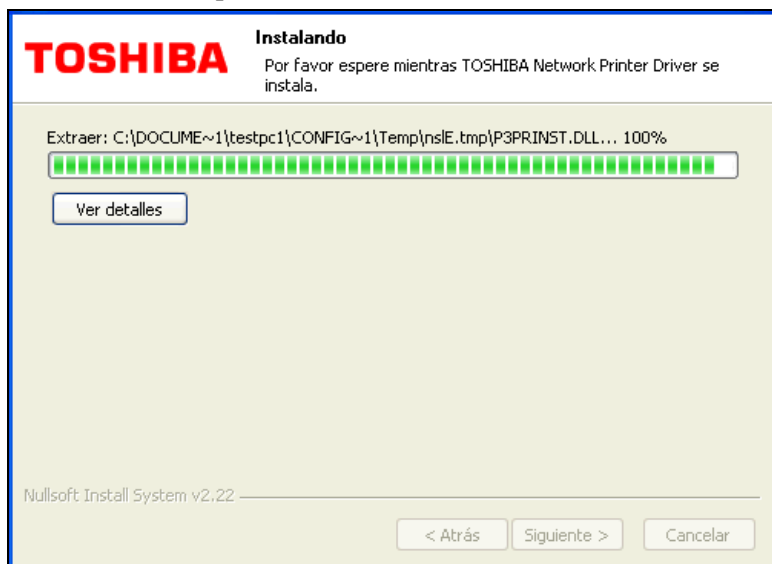 TOSHIBA
Instalando
Por favor espere mientras TOSHIBA Network Printer Driver se
instala.
Extraer: C:\DOCUME~1\testpc1\CONFIG~1\Temp\nslE.tmp\P3PRINST.DLL... 100%
Ver detalles
Nullsoft Install System v2.22
< Atrás
Siguiente >
Cancelar